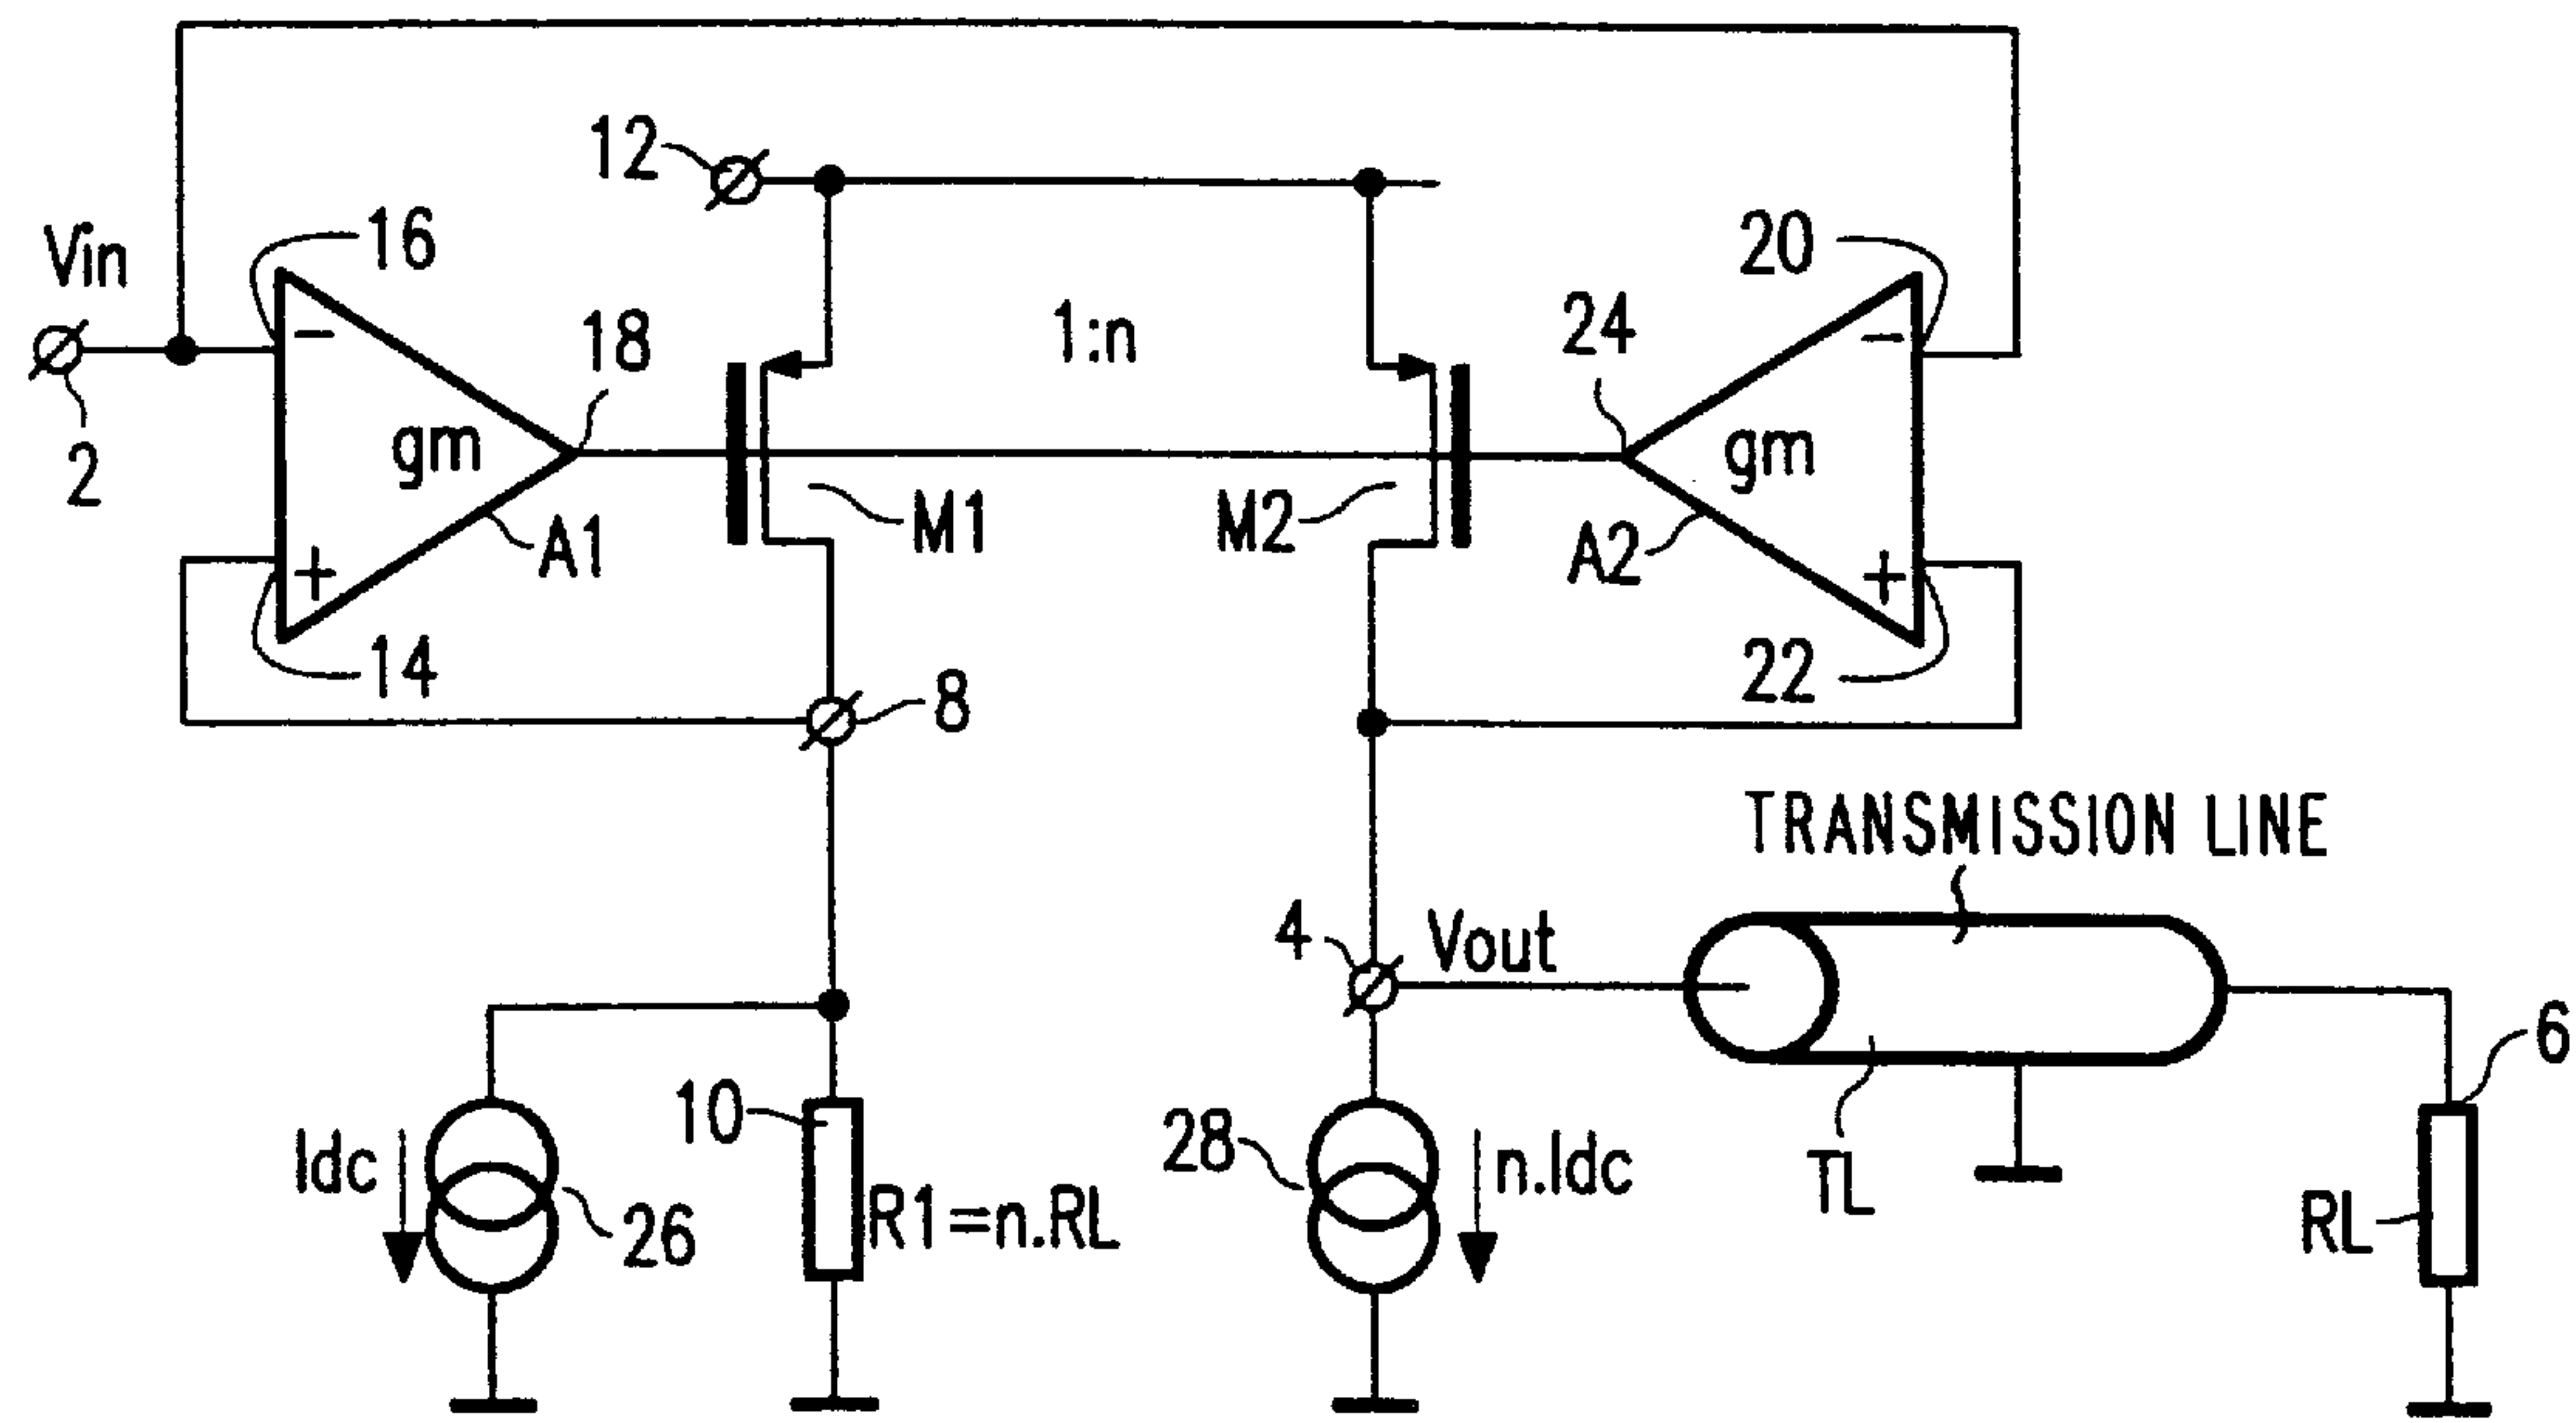 12
Vin
16
20
18
1:n
24
−
−
2
gm
gm
M1
M2
A1
A2
+
+
14
22
8
TRANSMISSION LINE
4
Vout
6
10
28
Idc
n.Idc
TL
26
R1=n.RL
RL